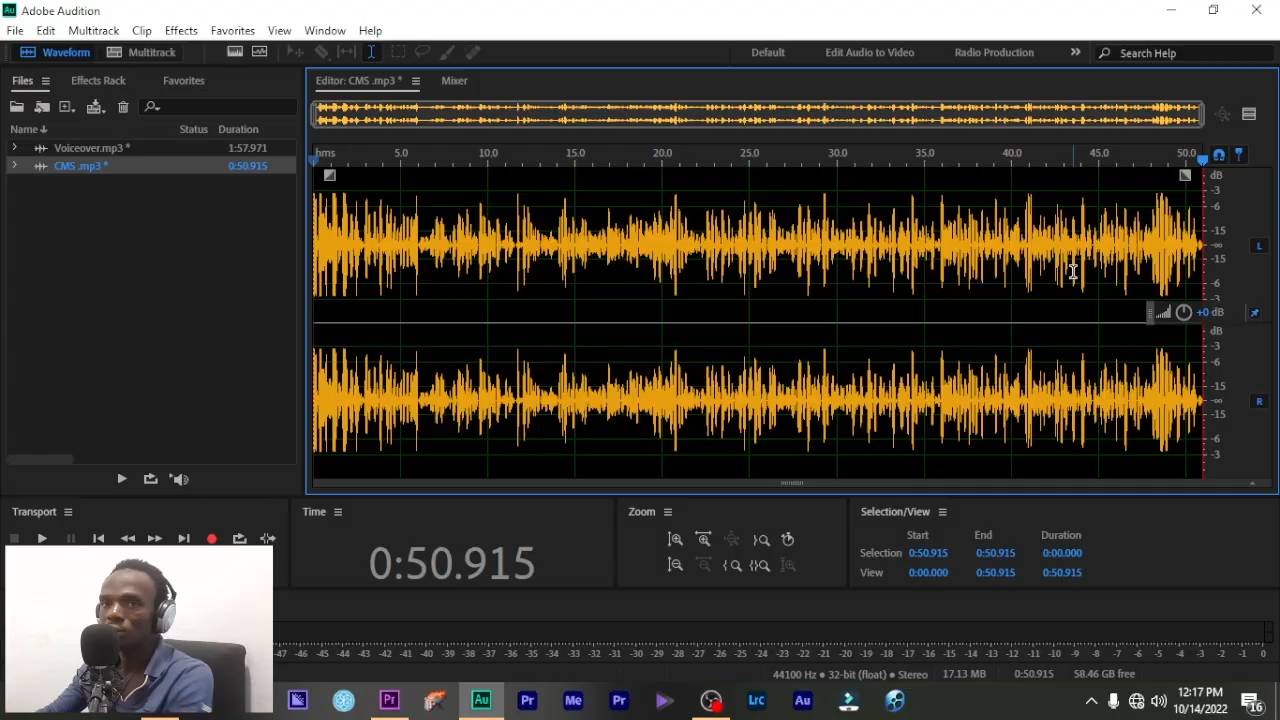 Au Adobe Audition
File Edit Multitrack Clip Effects Favorites View Window Help
Waveform Multitrack Default Edit Audio to Video Radio Production » Search Help
Files Effects Rack Favorites
Editor: CMS .mp3 * Mixer
Name Status Duration
Voiceover.mp3 * 1:57.971
CMS .mp3 * 0:50.915
hms 5.0 10.0 15.0 20.0 25.0 30.0 35.0 40.0 45.0 50.0
dB
-3
-6
-15
-∞
-15
-6
-3
L
+0 dB
dB
-3
-6
-15
-∞
-15
-6
-3
R
Transport
Time
0:50.915
Zoom
Selection/View
Start End Duration
Selection 0:50.915 0:50.915 0:00.000
View 0:00.000 0:50.915 0:50.915
-47 -46 -45 -44 -43 -42 -41 -40 -39 -38 -37 -36 -35 -34 -33 -32 -31 -30 -29 -28 -27 -26 -25 -24 -23 -22 -21 -20 -19 -18 -17 -16 -15 -14 -13 -12 -11 -10 -9 -8 -7 -6 -5 -4 -3 -2 -1 0
44100 Hz ● 32-bit (float) ● Stereo 17.13 MB 0:50.915 58.46 GB free
Pr Au Pr Me Pr Lrc Au
12:17 PM
10/14/2022
16